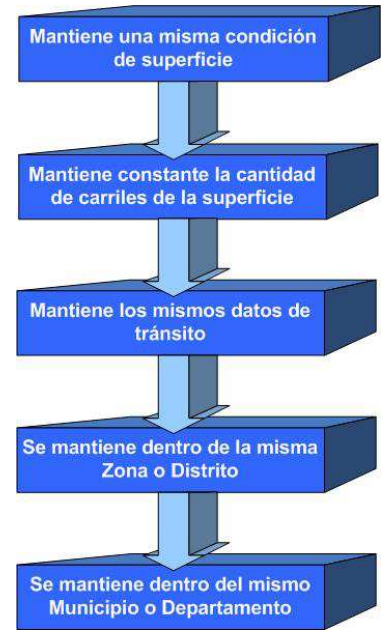 Mantiene una misma condición
de superficie
Mantiene constante la cantidad
de carriles de la superficie
Mantiene los mismos datos de
tránsito
Se mantiene dentro de la misma
Zona o Distrito
Se mantiene dentro del mismo
Municipio o Departamento